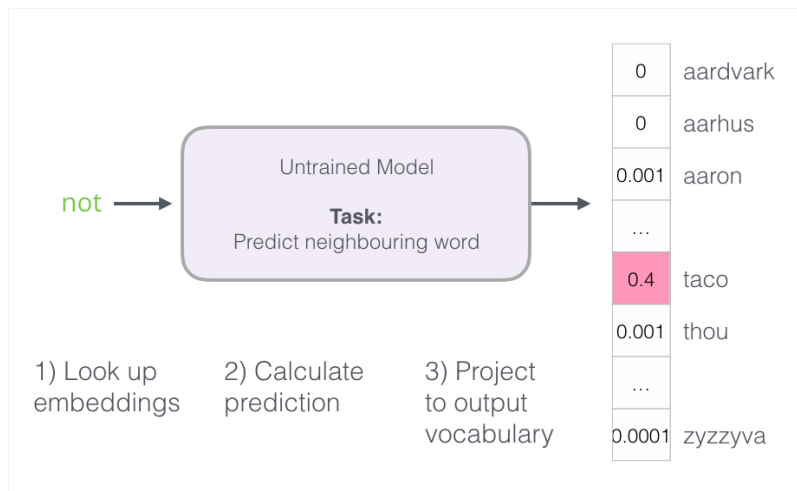 not
Untrained Model
Task:
Predict neighbouring word
0 aardvark
0 aarhus
0.001 aaron
...
0.4 taco
0.001 thou
...
0.0001 zyzzyva
1) Look up
embeddings
2) Calculate
prediction
3) Project
to output
vocabulary